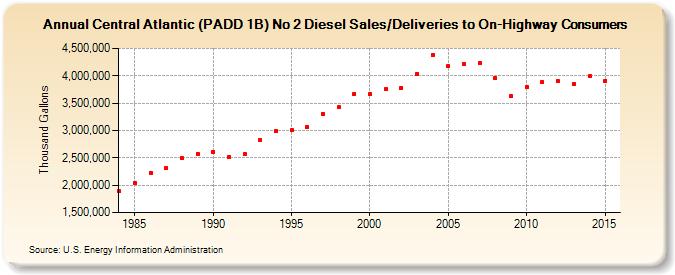 Annual Central Atlantic (PADD 1B) No 2 Diesel Sales/Deliveries to On-Highway Consumers
Thousand Gallons
4,500,000
4,000,000
3,500,000
3,000,000
2,500,000
2,000,000
1,500,000
1985 1990 1995 2000 2005 2010 2015
Source: U.S. Energy Information Administration